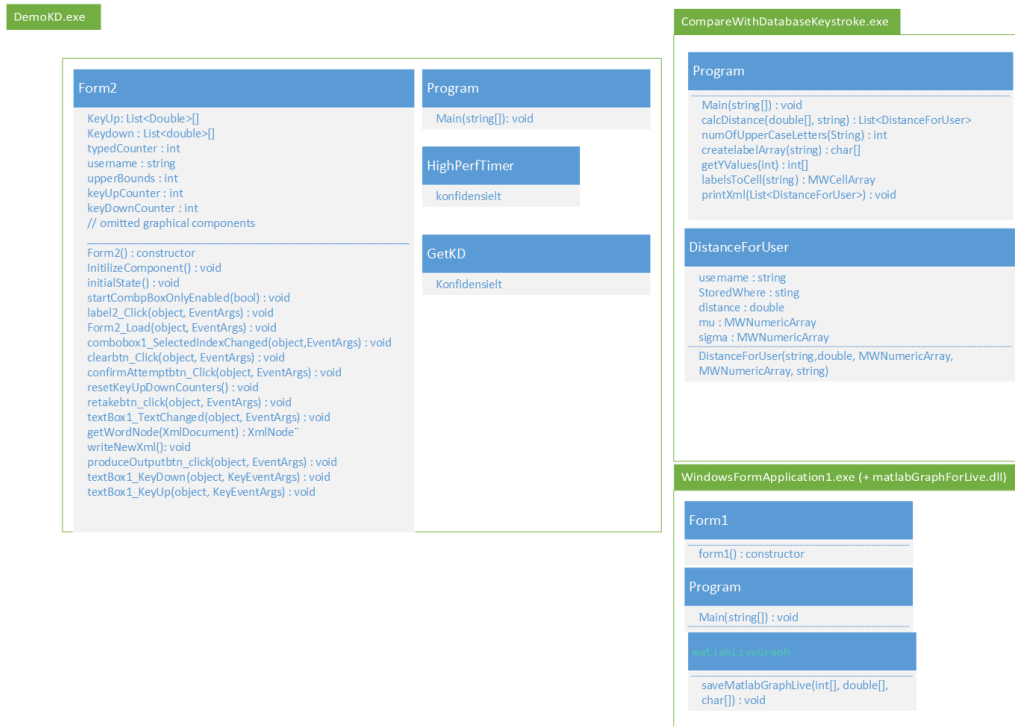 DemoKD.exe
Form2
KeyUp: List<Double>[]
Keydown : List<double>[]
typedCounter : int
username : string
upperBounds : int
keyUpCounter : int
keyDownCounter : int
// omitted graphical components
Form2() : constructor
InitilizeComponent() : void
initialState() : void
startCombpBoxOnlyEnabled(bool) : void
label2_Click(object, EventArgs) : void
Form2_Load(object, EventArgs) : void
combobox1_SelectedIndexChanged(object,EventArgs) : void
clearbtn_Click(object, EventArgs) : void
confirmAttemptbtn_Click(object, EventArgs) : void
resetKeyUpDownCounters() : void
retakebtn_click(object, EventArgs) : void
textBox1_TextChanged(object, EventArgs) : void
getWordNode(XmlDocument) : XmlNode¨
writeNewXml(): void
produceOutputbtn_click(object, EventArgs) : void
textBox1_KeyDown(object, KeyEventArgs) : void
textBox1_KeyUp(object, KeyEventArgs) : void
Program
Main(string[]): void
HighPerfTimer
konfidensielt
GetKD
Konfidensielt
CompareWithDatabaseKeystroke.exe
Program
Main(string[]) : void
calcDistance(double[], string) : List<DistanceForUser>
numOfUpperCaseLetters(String) : int
createlabelArray(string) : char[]
getYValues(int) : int[]
labelsToCell(string) : MWCellArray
printXml(List<DistanceForUser>) : void
DistanceForUser
username : string
StoredWhere : sting
distance : double
mu : MWNumericArray
sigma : MWNumericArray
DistanceForUser(string,double, MWNumericArray,
MWNumericArray, string)
WindowsFormApplication1.exe (+ matlabGraphForLive.dll)
Form1
form1() : constructor
Program
Main(string[]) : void
matlabLiveGraph
saveMatlabGraphLive(int[], double[],
char[]) : void